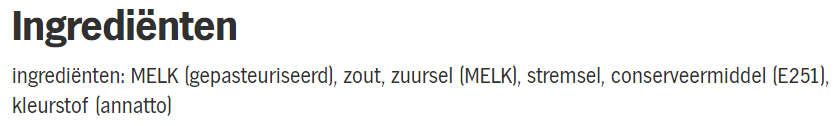 Ingrediënten
ingrediënten: MELK (gepasteuriseerd), zout, zuursel (MELK), stremsel, conserveermiddel (E251),
kleurstof (annatto)